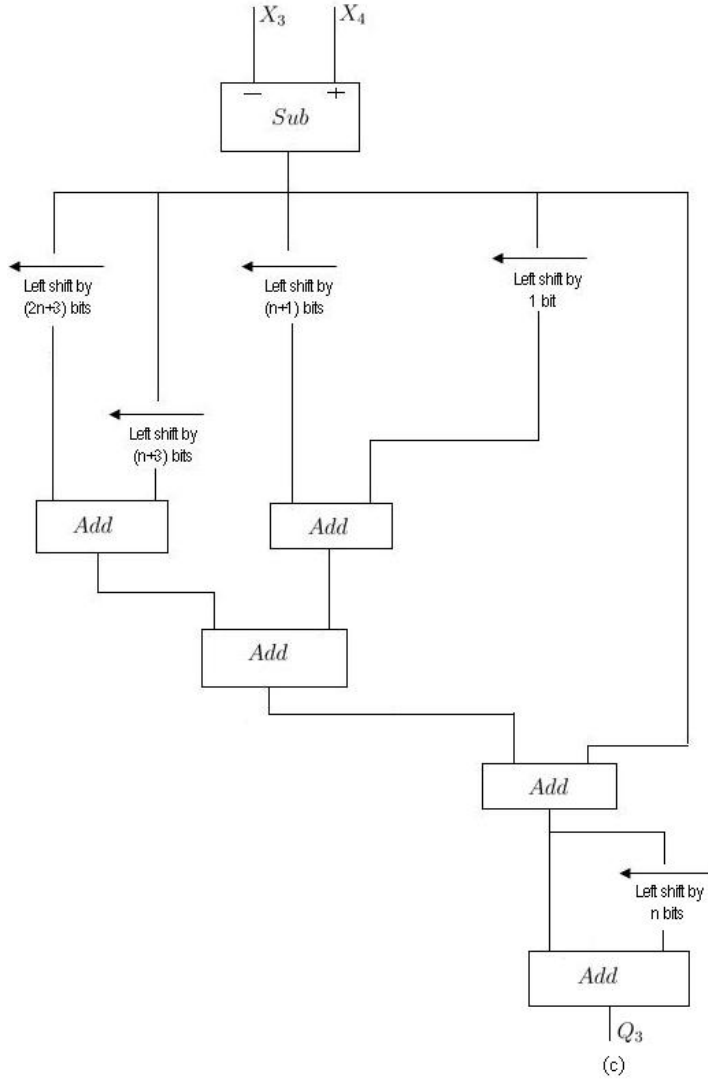 X₃ X₄
− +
Sub
Left shift by
(2n+3) bits
Left shift by
(n+1) bits
Left shift by
1 bit
Left shift by
(n+3) bits
Add
Add
Add
Add
Left shift by
n bits
Add
Q₃
(c)